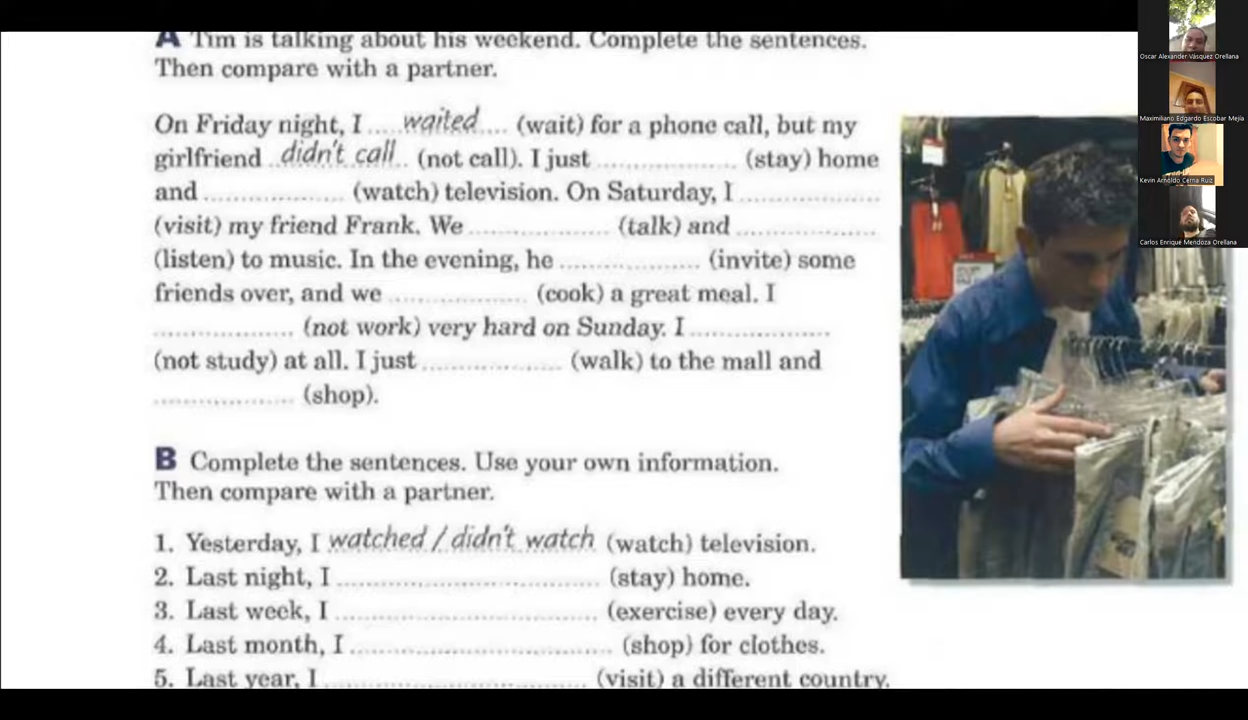 A Tim is talking about his weekend. Complete the sentences.
Then compare with a partner.
On Friday night, I ....waited.... (wait) for a phone call, but my
girlfriend ..didn't call.. (not call). I just .................... (stay) home
and .................... (watch) television. On Saturday, I ....................
(visit) my friend Frank. We .................... (talk) and ....................
(listen) to music. In the evening, he .................... (invite) some
friends over, and we .................... (cook) a great meal. I
.................... (not work) very hard on Sunday. I ....................
(not study) at all. I just .................... (walk) to the mall and
.................... (shop).
B Complete the sentences. Use your own information.
Then compare with a partner.
1. Yesterday, I watched / didn't watch (watch) television.
2. Last night, I ...................................... (stay) home.
3. Last week, I ...................................... (exercise) every day.
4. Last month, I ...................................... (shop) for clothes.
5. Last year, I ...................................... (visit) a different country.
Oscar Alexander Vásquez Orellana
Maximiliano Edgardo Escobar Mejía
Kevin Arnoldo Cerna Ruiz
Carlos Enrique Mendoza Orellana